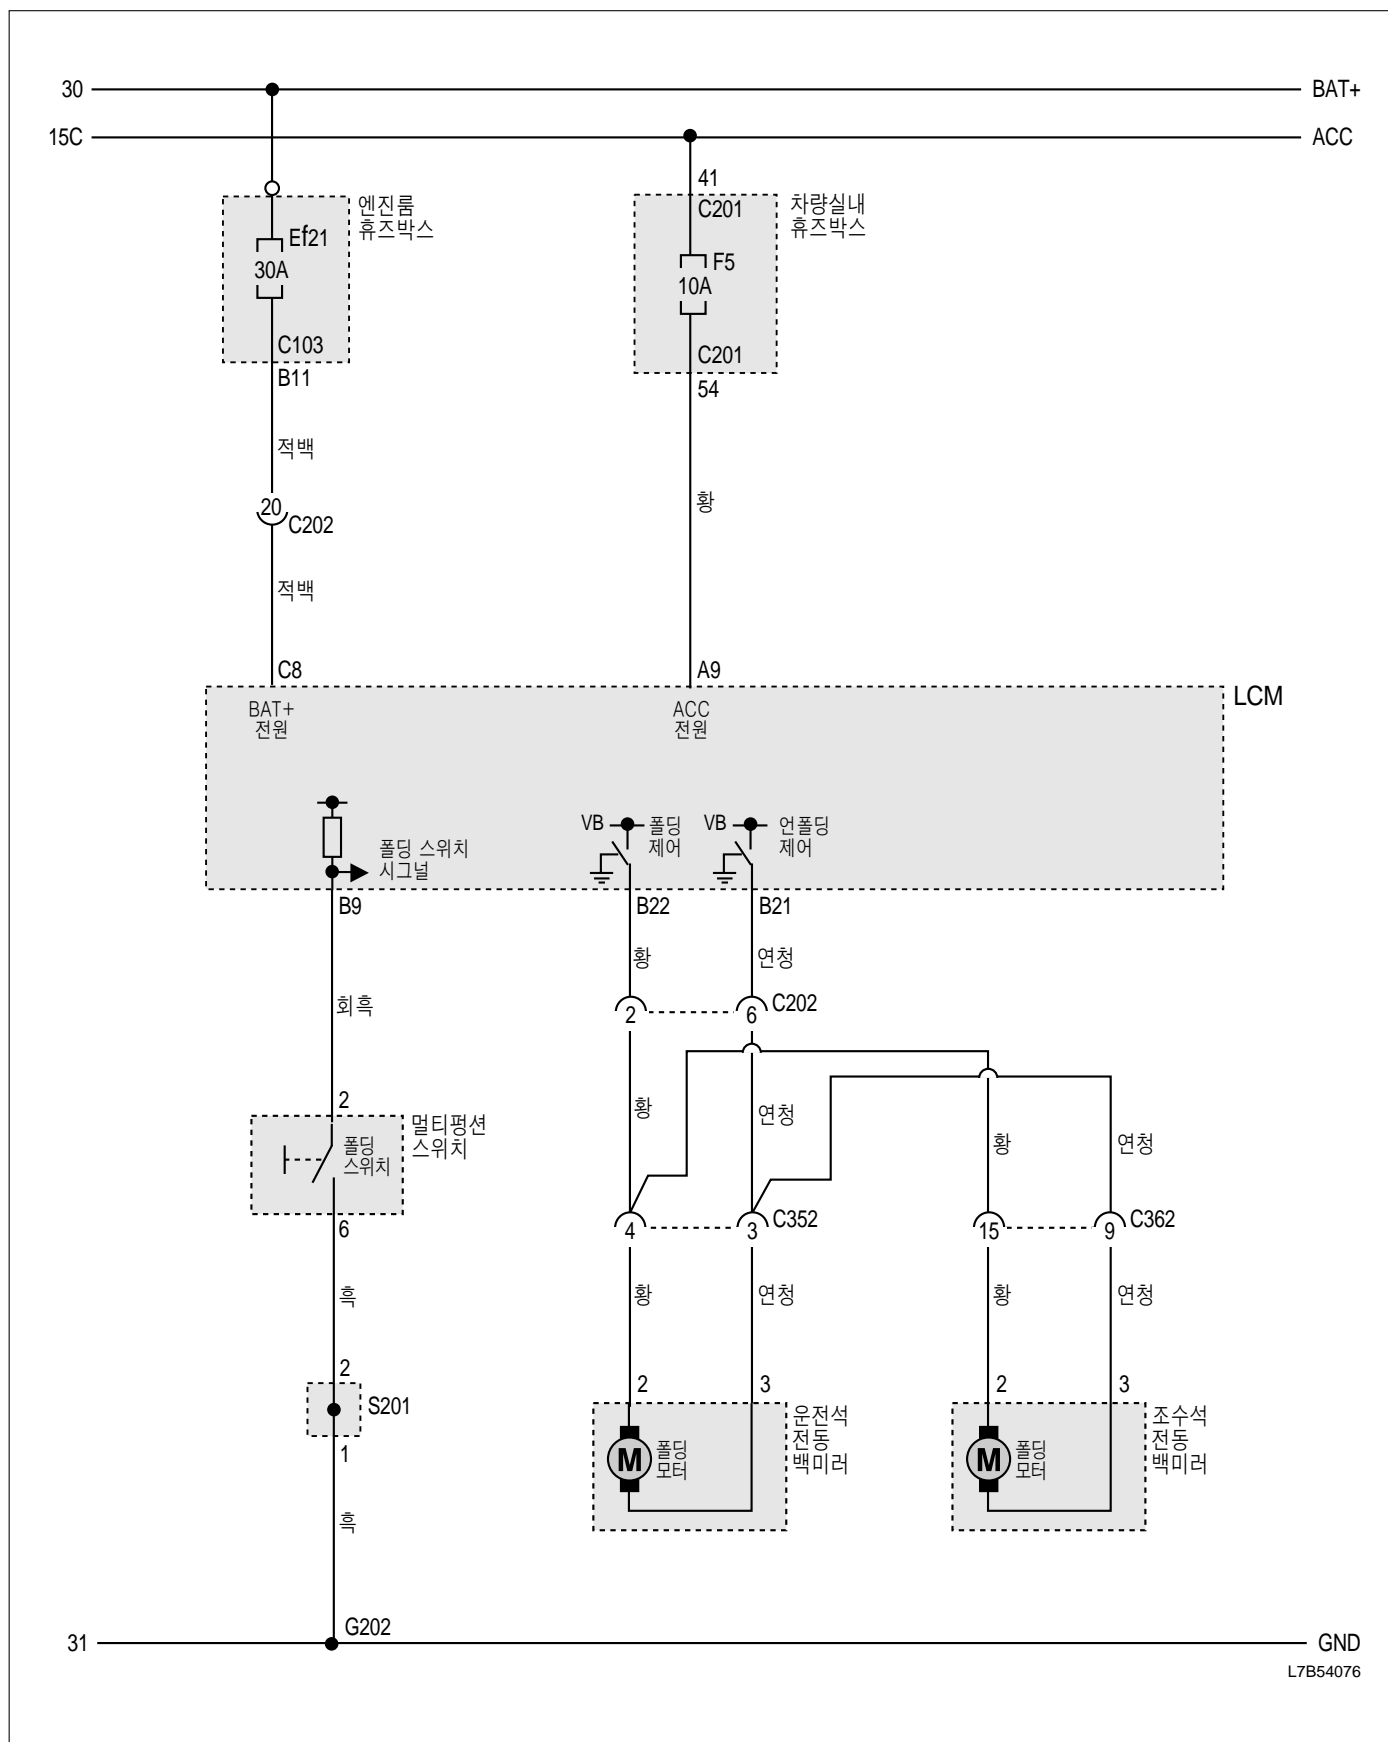 30
BAT+
15C
ACC
41
C201
엔진룸
휴즈박스
차량실내
휴즈박스
Ef21
30A
F5
10A
C103
B11
C201
54
적백
황
20
C202
적백
C8
A9
LCM
BAT+
전원
ACC
전원
폴딩 스위치
시그널
VB
폴딩
제어
VB
언폴딩
제어
B9
B22
B21
황
연청
회흑
2
6
C202
2
멀티펑션
스위치
폴딩
스위치
황
연청
황
연청
6
4
3
C352
15
9
C362
흑
황
연청
황
연청
2
S201
1
2
3
운전석
전동
백미러
M
폴딩
모터
2
3
조수석
전동
백미러
M
폴딩
모터
흑
G202
31
GND
L7B54076